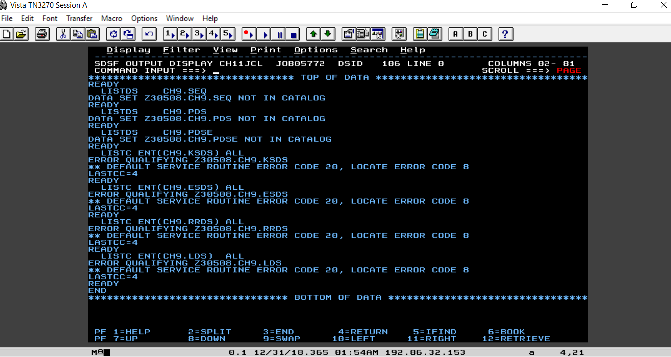 Vista TN3270 Session A
File Edit Font Transfer Macro Options Window Help
1 2 3 4 5 A B C ?
Display Filter View Print Options Search Help
SDSF OUTPUT DISPLAY CH11JCL JOB05772 DSID 106 LINE 0 COLUMNS 02- 81
COMMAND INPUT ===> _ SCROLL ===> PAGE
******************************** TOP OF DATA ********************************
READY
LISTDS CH9.SEQ
DATA SET Z30508.CH9.SEQ NOT IN CATALOG
READY
LISTDS CH9.PDS
DATA SET Z30508.CH9.PDS NOT IN CATALOG
READY
LISTDS CH9.PDSE
DATA SET Z30508.CH9.PDSE NOT IN CATALOG
READY
LISTC ENT(CH9.KSDS) ALL
ERROR QUALIFYING Z30508.CH9.KSDS
** DEFAULT SERVICE ROUTINE ERROR CODE 20, LOCATE ERROR CODE 8
LASTCC=4
READY
LISTC ENT(CH9.ESDS) ALL
ERROR QUALIFYING Z30508.CH9.ESDS
** DEFAULT SERVICE ROUTINE ERROR CODE 20, LOCATE ERROR CODE 8
LASTCC=4
READY
LISTC ENT(CH9.RRDS) ALL
ERROR QUALIFYING Z30508.CH9.RRDS
** DEFAULT SERVICE ROUTINE ERROR CODE 20, LOCATE ERROR CODE 8
LASTCC=4
READY
LISTC ENT(CH9.LDS) ALL
ERROR QUALIFYING Z30508.CH9.LDS
** DEFAULT SERVICE ROUTINE ERROR CODE 20, LOCATE ERROR CODE 8
LASTCC=4
READY
END
******************************* BOTTOM OF DATA *******************************
PF 1=HELP 2=SPLIT 3=END 4=RETURN 5=IFIND 6=BOOK
PF 7=UP 8=DOWN 9=SWAP 10=LEFT 11=RIGHT 12=RETRIEVE
0.1 12/31/10.365 01:54AM 192.86.32.153 a 4,21